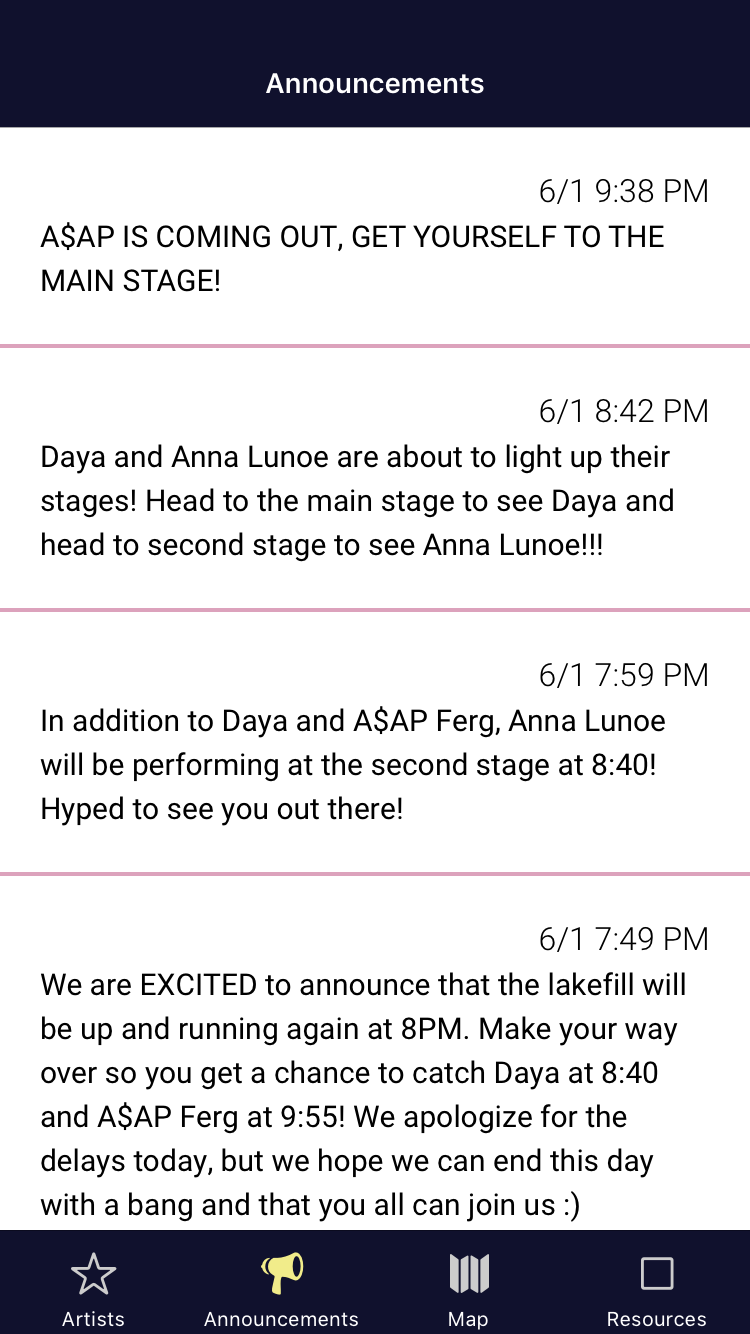 Announcements
6/1 9:38 PM
A$AP IS COMING OUT, GET YOURSELF TO THE
MAIN STAGE!
6/1 8:42 PM
Daya and Anna Lunoe are about to light up their
stages! Head to the main stage to see Daya and
head to second stage to see Anna Lunoe!!!
6/1 7:59 PM
In addition to Daya and A$AP Ferg, Anna Lunoe
will be performing at the second stage at 8:40!
Hyped to see you out there!
6/1 7:49 PM
We are EXCITED to announce that the lakefill will
be up and running again at 8PM. Make your way
over so you get a chance to catch Daya at 8:40
and A$AP Ferg at 9:55! We apologize for the
delays today, but we hope we can end this day
with a bang and that you all can join us :)
Artists
Announcements
Map
Resources